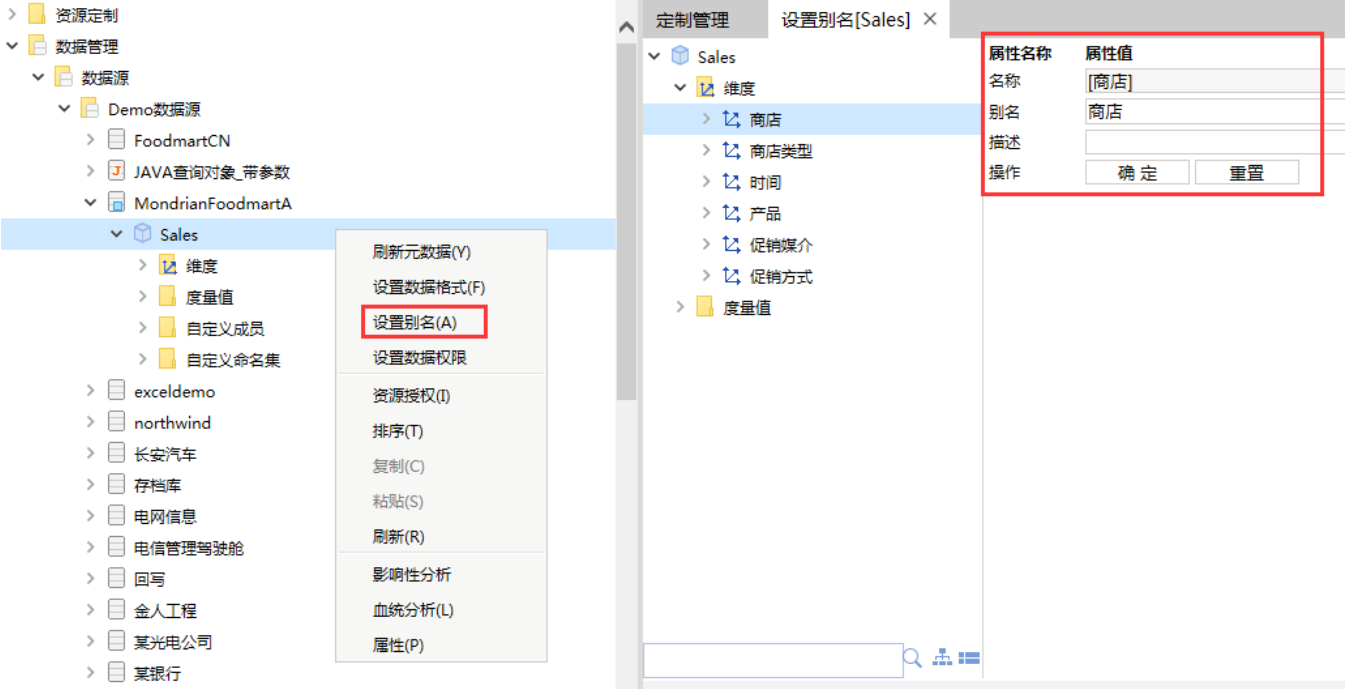 资源定制
数据管理
数据源
Demo数据源
FoodmartCN
JAVA查询对象_带参数
MondrianFoodmartA
Sales
维度
度量值
自定义成员
自定义命名集
exceldemo
northwind
长安汽车
存档库
电网信息
电信管理驾驶舱
回写
金人工程
某光电公司
某银行
刷新元数据(Y)
设置数据格式(F)
设置别名(A)
设置数据权限
资源授权(I)
排序(T)
复制(C)
粘贴(S)
刷新(R)
影响性分析
血统分析(L)
属性(P)
定制管理 设置别名[Sales]
Sales
维度
商店
商店类型
时间
产品
促销媒介
促销方式
度量值
属性名称 属性值
名称 [商店]
别名 商店
描述
操作 确定 重置